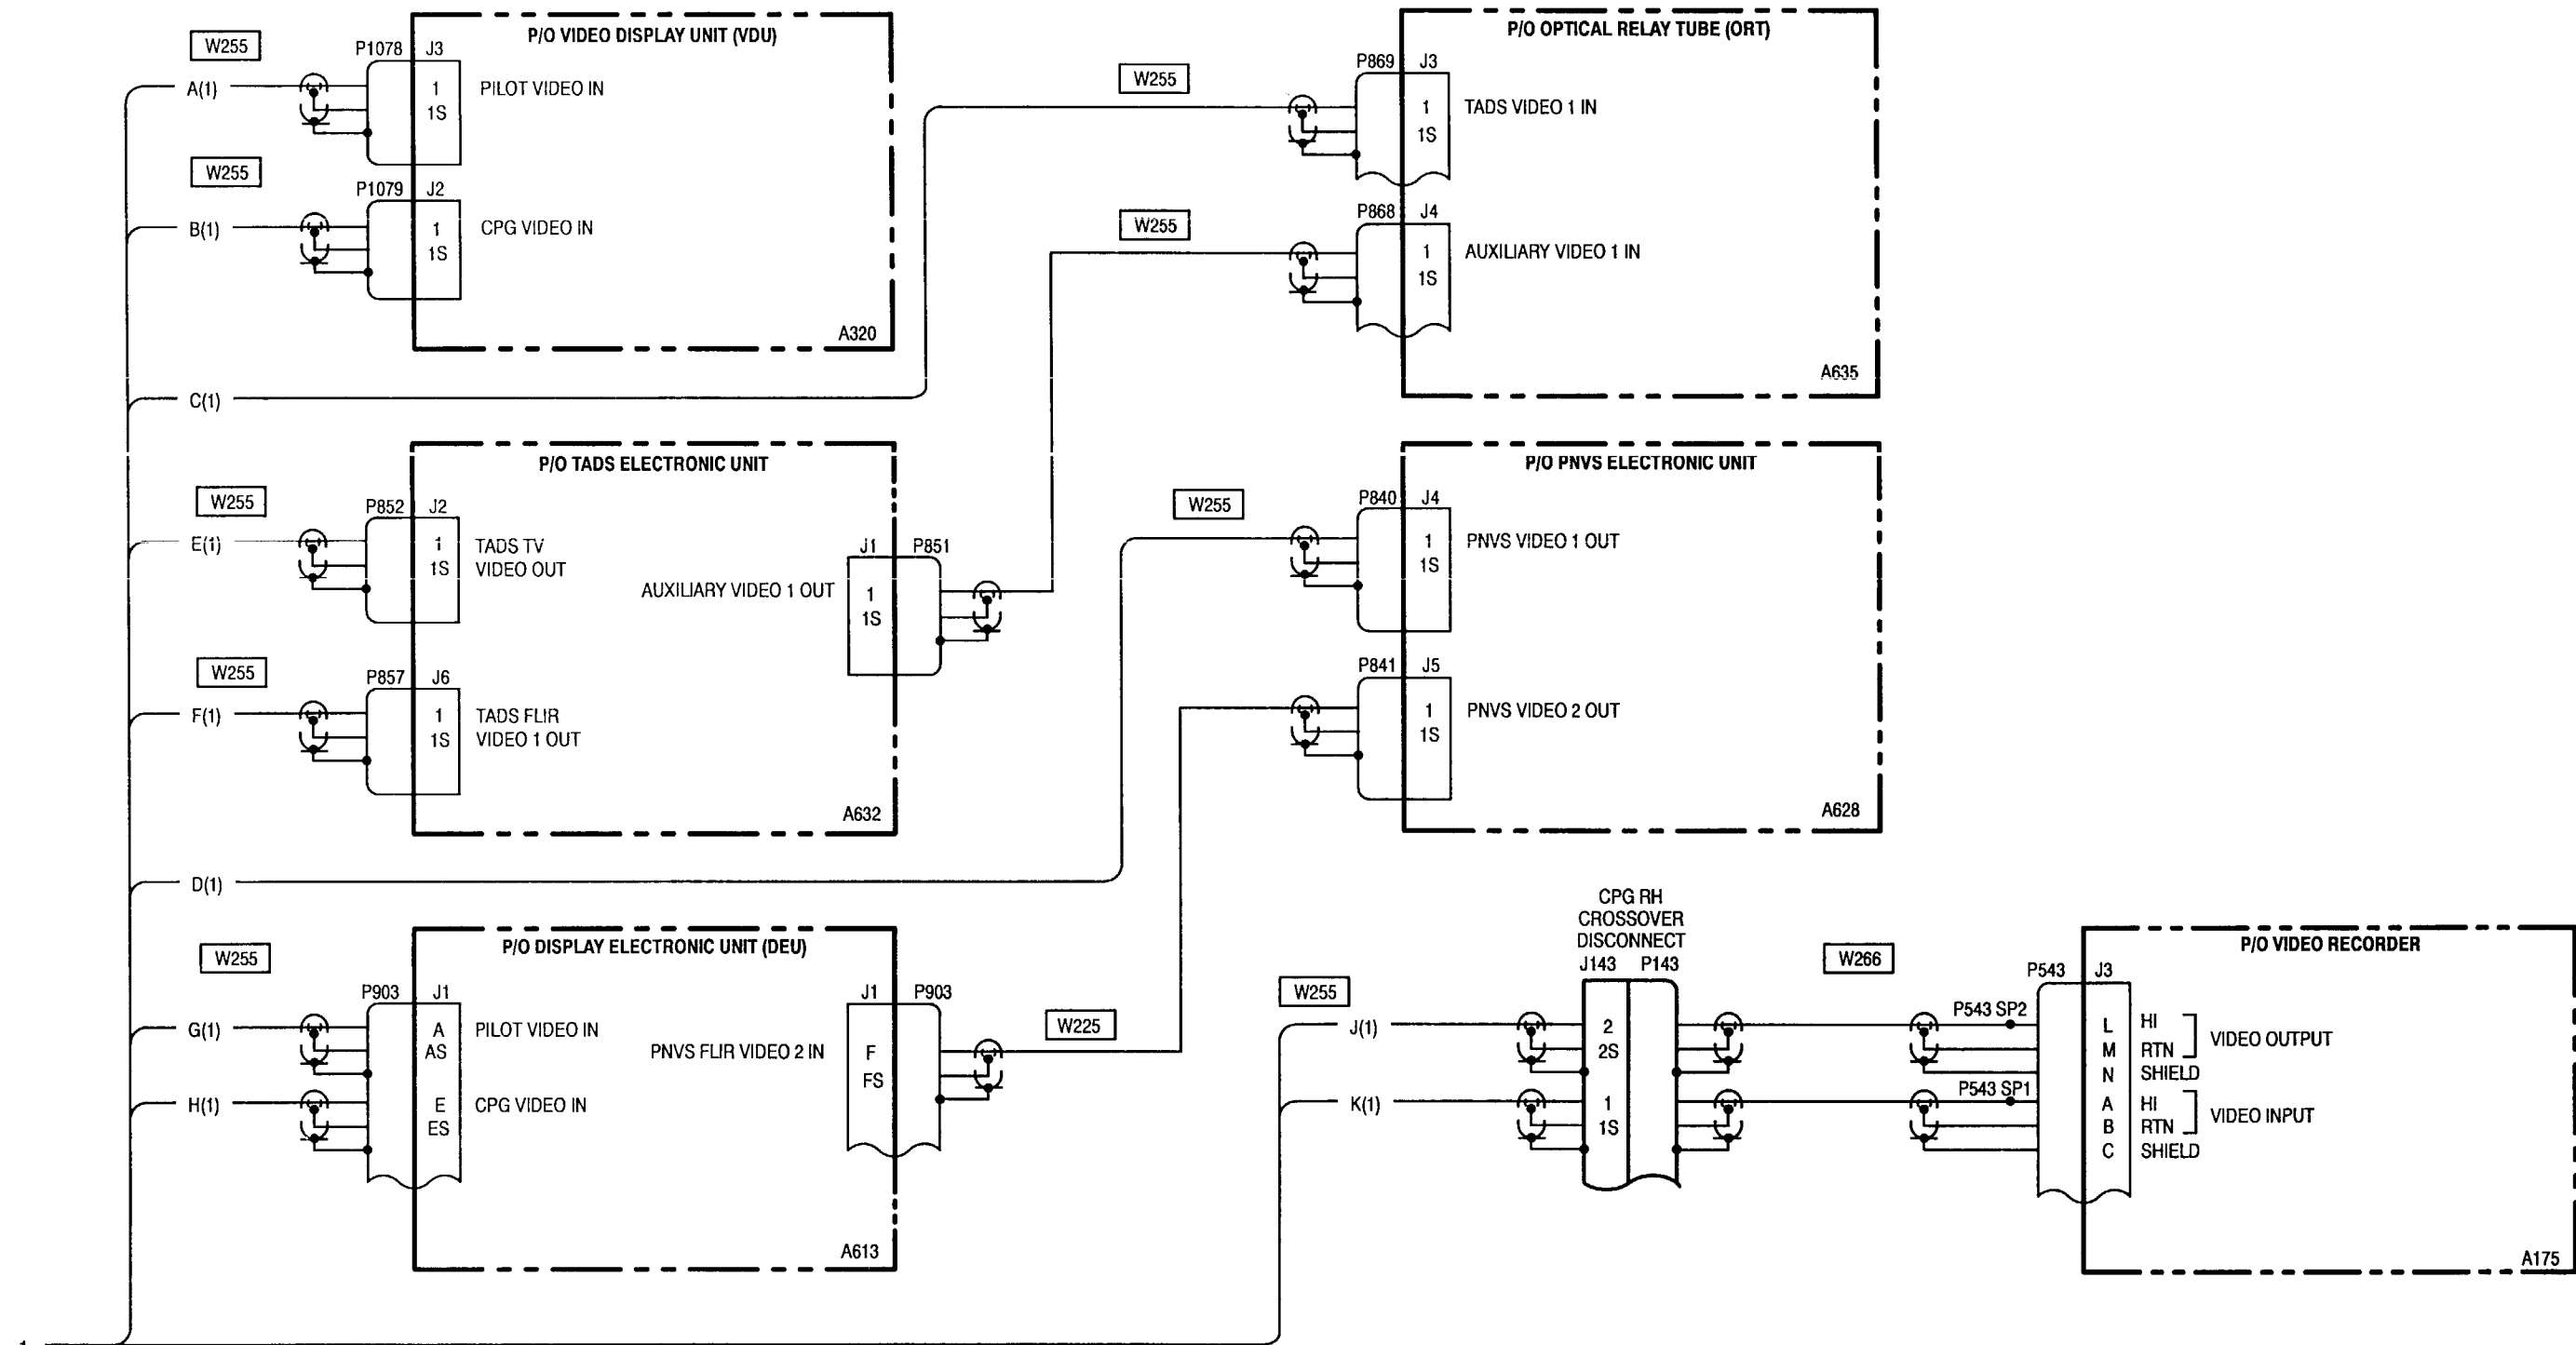 P/O VIDEO DISPLAY UNIT (VDU)
W255
P1078 J3
A(1)
1
1S
PILOT VIDEO IN
W255
P1079 J2
B(1)
1
1S
CPG VIDEO IN
A320
P/O OPTICAL RELAY TUBE (ORT)
W255
P869 J3
1
1S
TADS VIDEO 1 IN
W255
P868 J4
1
1S
AUXILIARY VIDEO 1 IN
A635
C(1)
P/O TADS ELECTRONIC UNIT
W255
P852 J2
E(1)
1
1S
TADS TV
VIDEO OUT
J1 P851
AUXILIARY VIDEO 1 OUT
1
1S
W255
P857 J6
F(1)
1
1S
TADS FLIR
VIDEO 1 OUT
A632
P/O PNVS ELECTRONIC UNIT
W255
P840 J4
1
1S
PNVS VIDEO 1 OUT
P841 J5
1
1S
PNVS VIDEO 2 OUT
A628
D(1)
P/O DISPLAY ELECTRONIC UNIT (DEU)
W255
P903 J1
G(1)
A
AS
PILOT VIDEO IN
H(1)
E
ES
CPG VIDEO IN
J1 P903
PNVS FLIR VIDEO 2 IN
F
FS
W225
A613
CPG RH
CROSSOVER
DISCONNECT
J143 P143
W255
J(1)
2
2S
K(1)
1
1S
W266
P/O VIDEO RECORDER
P543 J3
P543 SP2
L HI
M RTN
VIDEO OUTPUT
N SHIELD
P543 SP1
A HI
B RTN
VIDEO INPUT
C SHIELD
A175